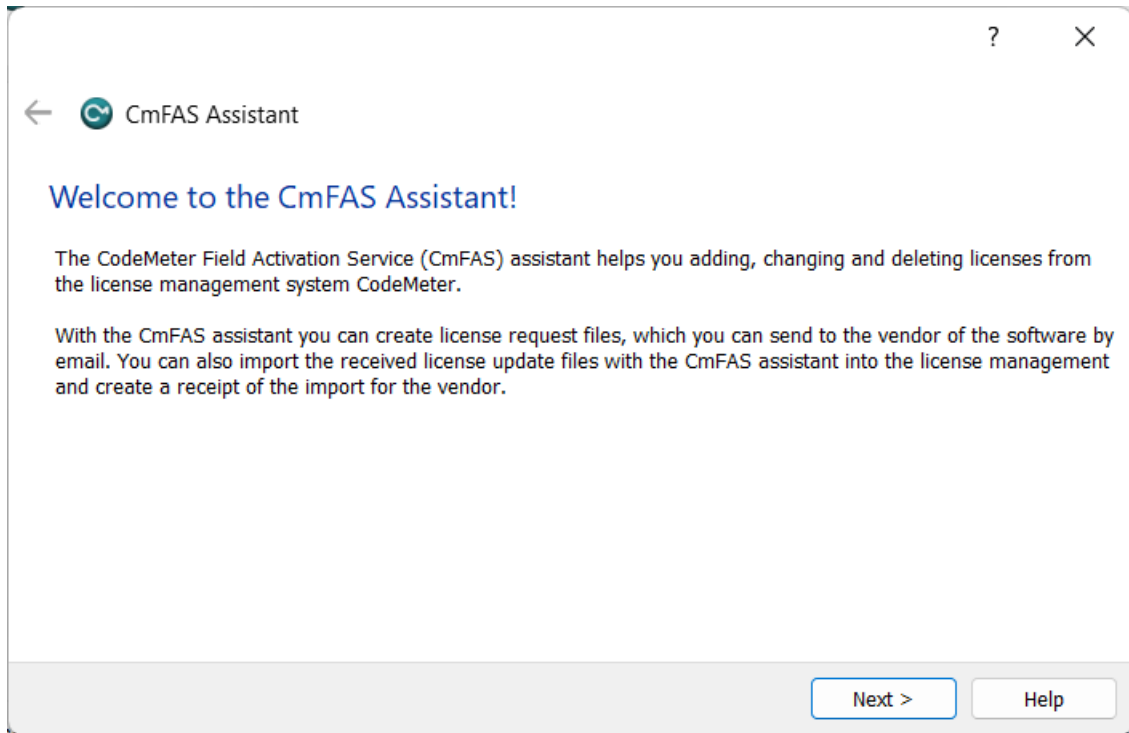 ?
CmFAS Assistant
Welcome to the CmFAS Assistant!
The CodeMeter Field Activation Service (CmFAS) assistant helps you adding, changing and deleting licenses from
the license management system CodeMeter.
With the CmFAS assistant you can create license request files, which you can send to the vendor of the software by
email. You can also import the received license update files with the CmFAS assistant into the license management
and create a receipt of the import for the vendor.
Next >
Help